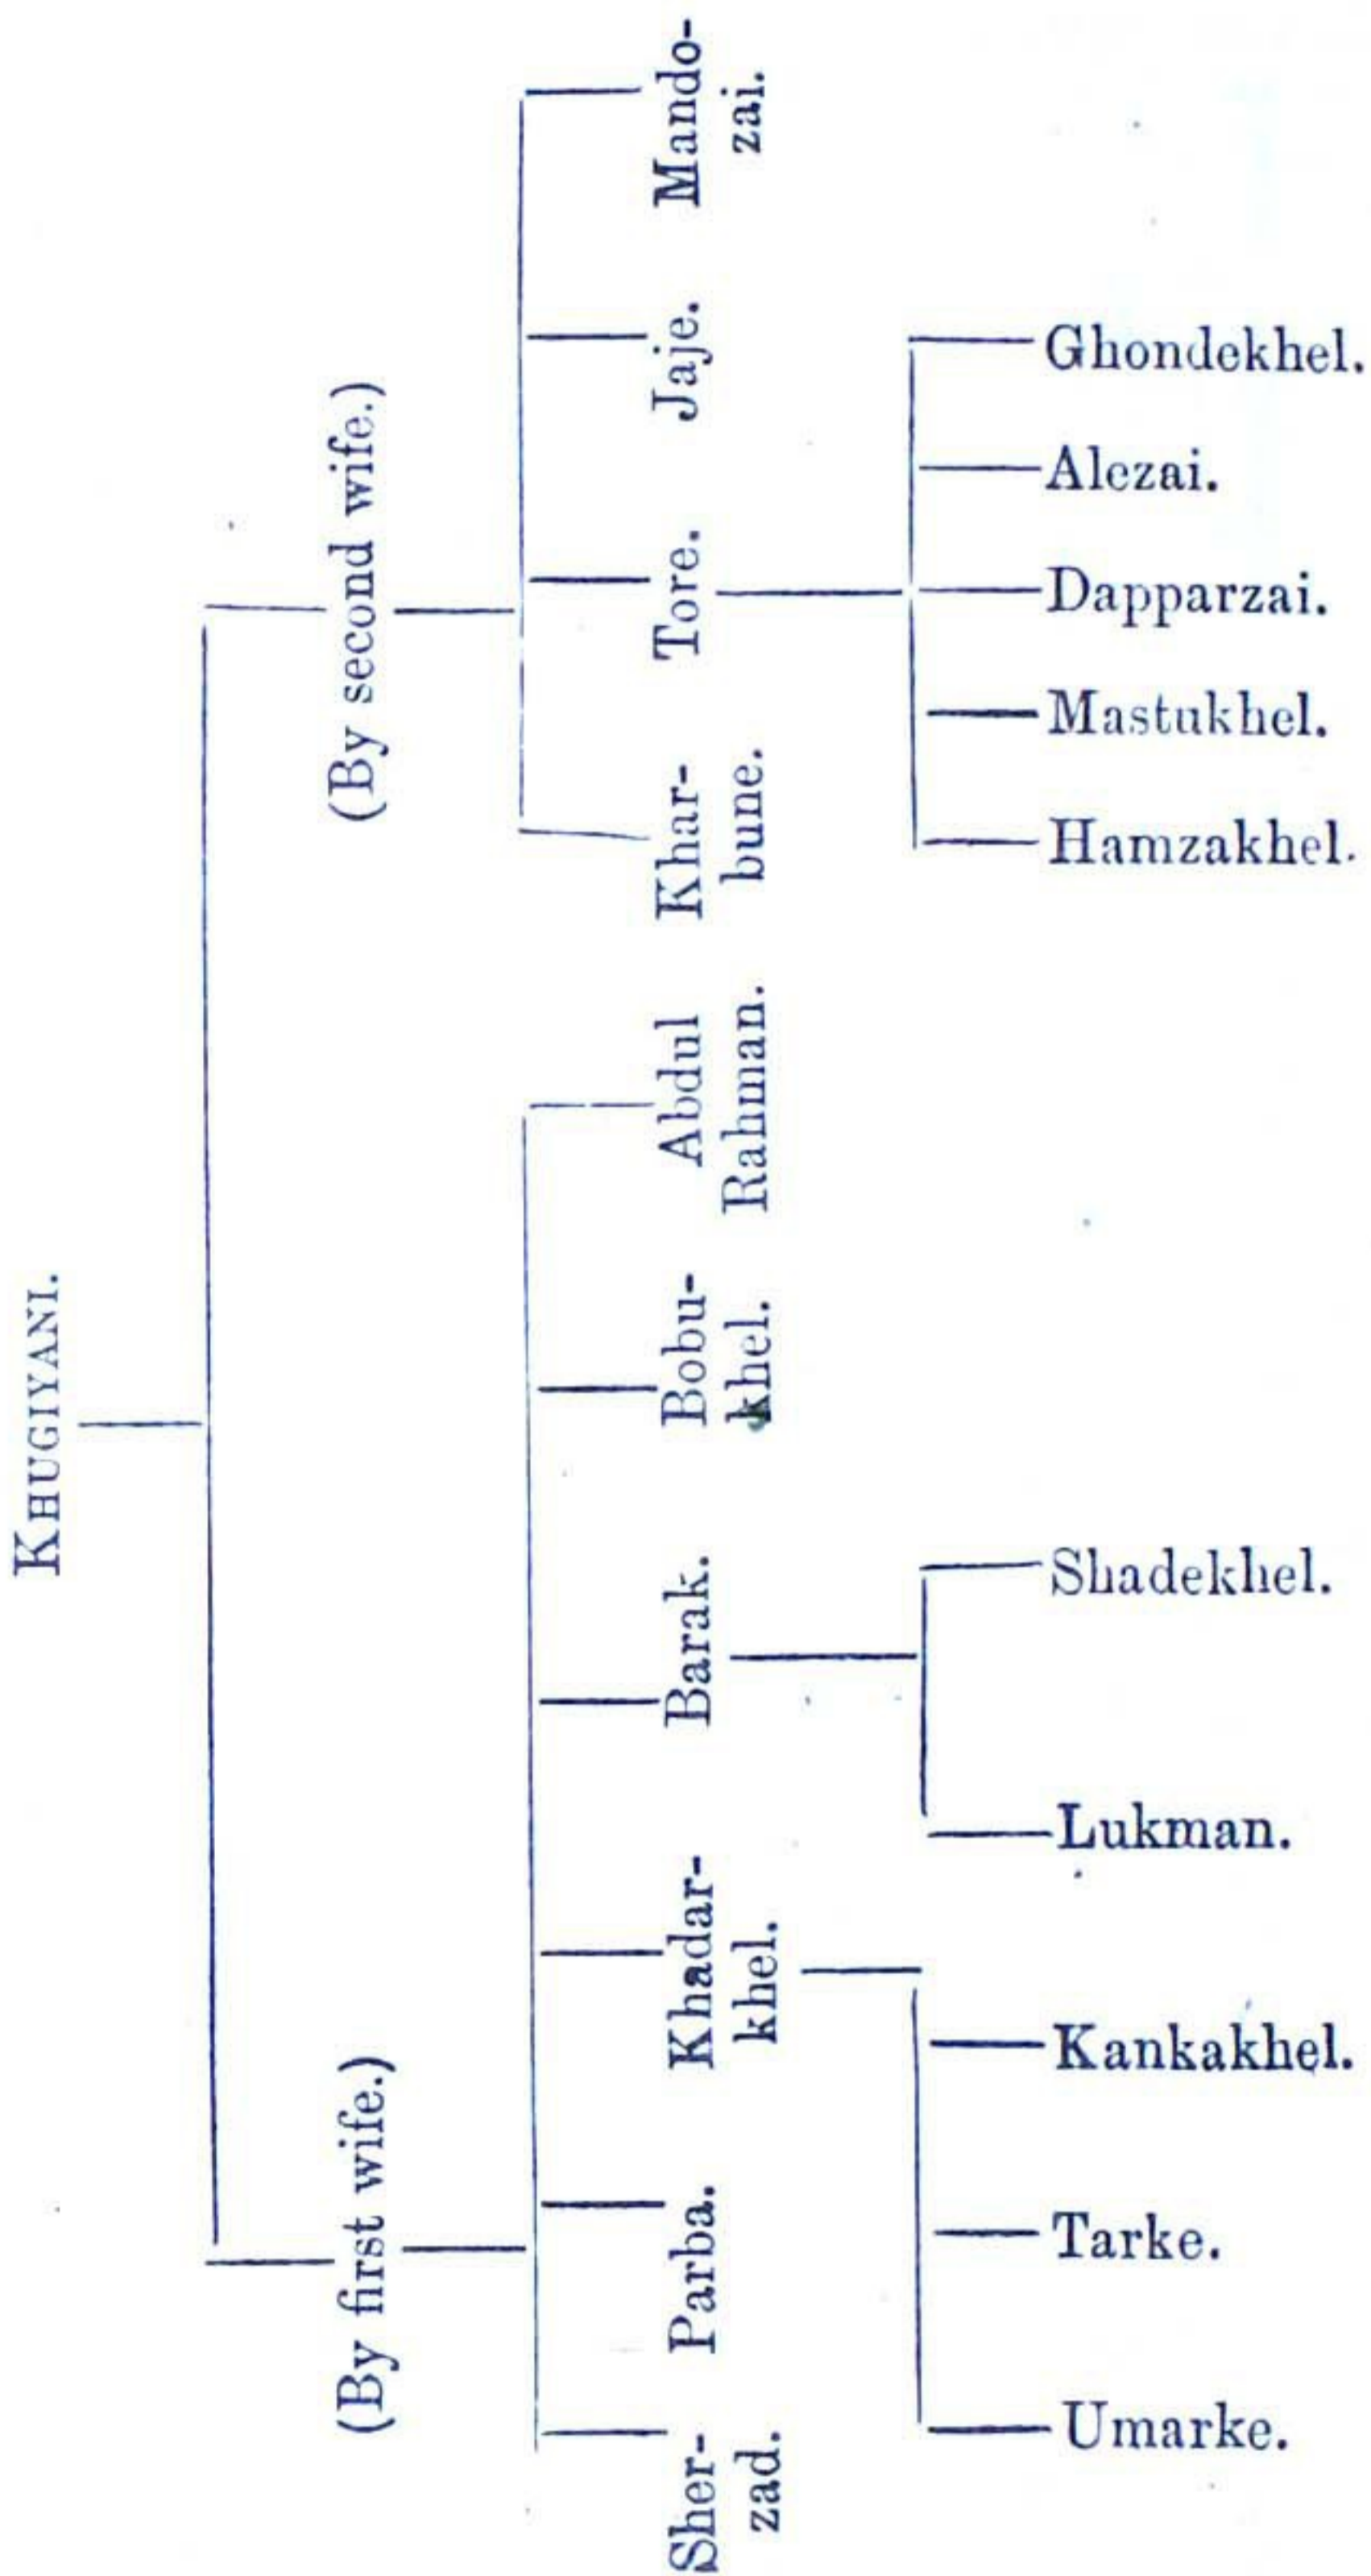 KHUGIYANI.
(By first wife.)
(By second wife.)
Sher-
zad.
Parba.
Khadar-
khel.
Barak.
Bobu-
khel.
Abdul
Rahman.
Khar-
bune.
Tore.
Jaje.
Mando-
zai.
Umarke.
Tarke.
Kankakhel.
Lukman.
Shadekhel.
Hamzakhel.
Mastukhel.
Dapparzai.
Alezai.
Ghondekhel.